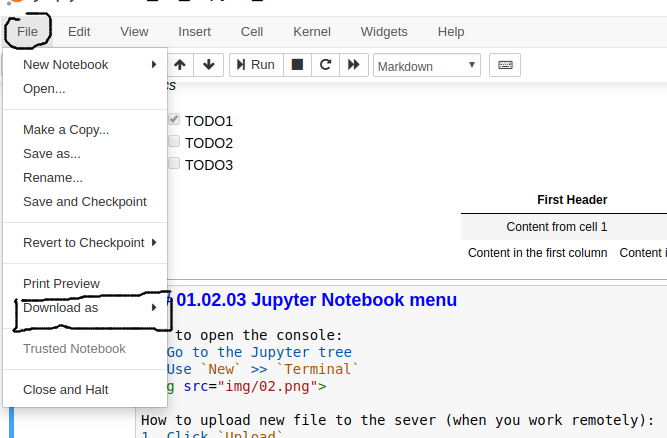 File Edit View Insert Cell Kernel Widgets Help
New Notebook
Run
Markdown
Open...
Make a Copy...
TODO1
TODO2
Save as...
TODO3
Rename...
Save and Checkpoint
First Header
Content from cell 1
Revert to Checkpoint
Content in the first column Content
Print Preview
01.02.03 Jupyter Notebook menu
Download as
to open the console:
Trusted Notebook
Go to the Jupyter tree
Use `New` >> `Terminal`
src="img/02.png">
Close and Halt
How to upload new file to the sever (when you work remotely):
1. Click `Upload`